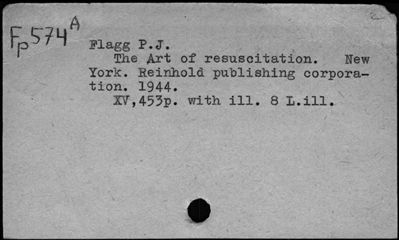 Fp574A
Flagg P.J.
The Art of resuscitation. New
York. Reinhold publishing corpora-
tion. 1944.
XV,453p. with ill. 8 L.ill.